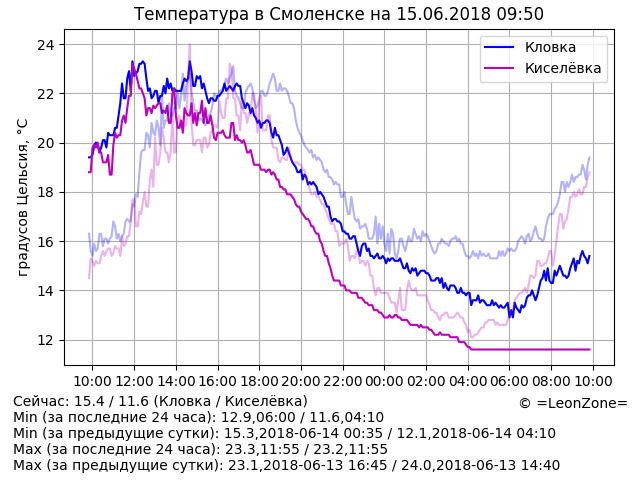 Температура в Смоленске на 15.06.2018 09:50
Кловка
Киселёвка
градусов Цельсия, °C
24
22
20
18
16
14
12
10:00 12:00 14:00 16:00 18:00 20:00 22:00 00:00 02:00 04:00 06:00 08:00 10:00
Сейчас: 15.4 / 11.6 (Кловка / Киселёвка)
© =LeonZone=
Min (за последние 24 часа): 12.9,06:00 / 11.6,04:10
Min (за предыдущие сутки): 15.3,2018-06-14 00:35 / 12.1,2018-06-14 04:10
Max (за последние 24 часа): 23.3,11:55 / 23.2,11:55
Max (за предыдущие сутки): 23.1,2018-06-13 16:45 / 24.0,2018-06-13 14:40